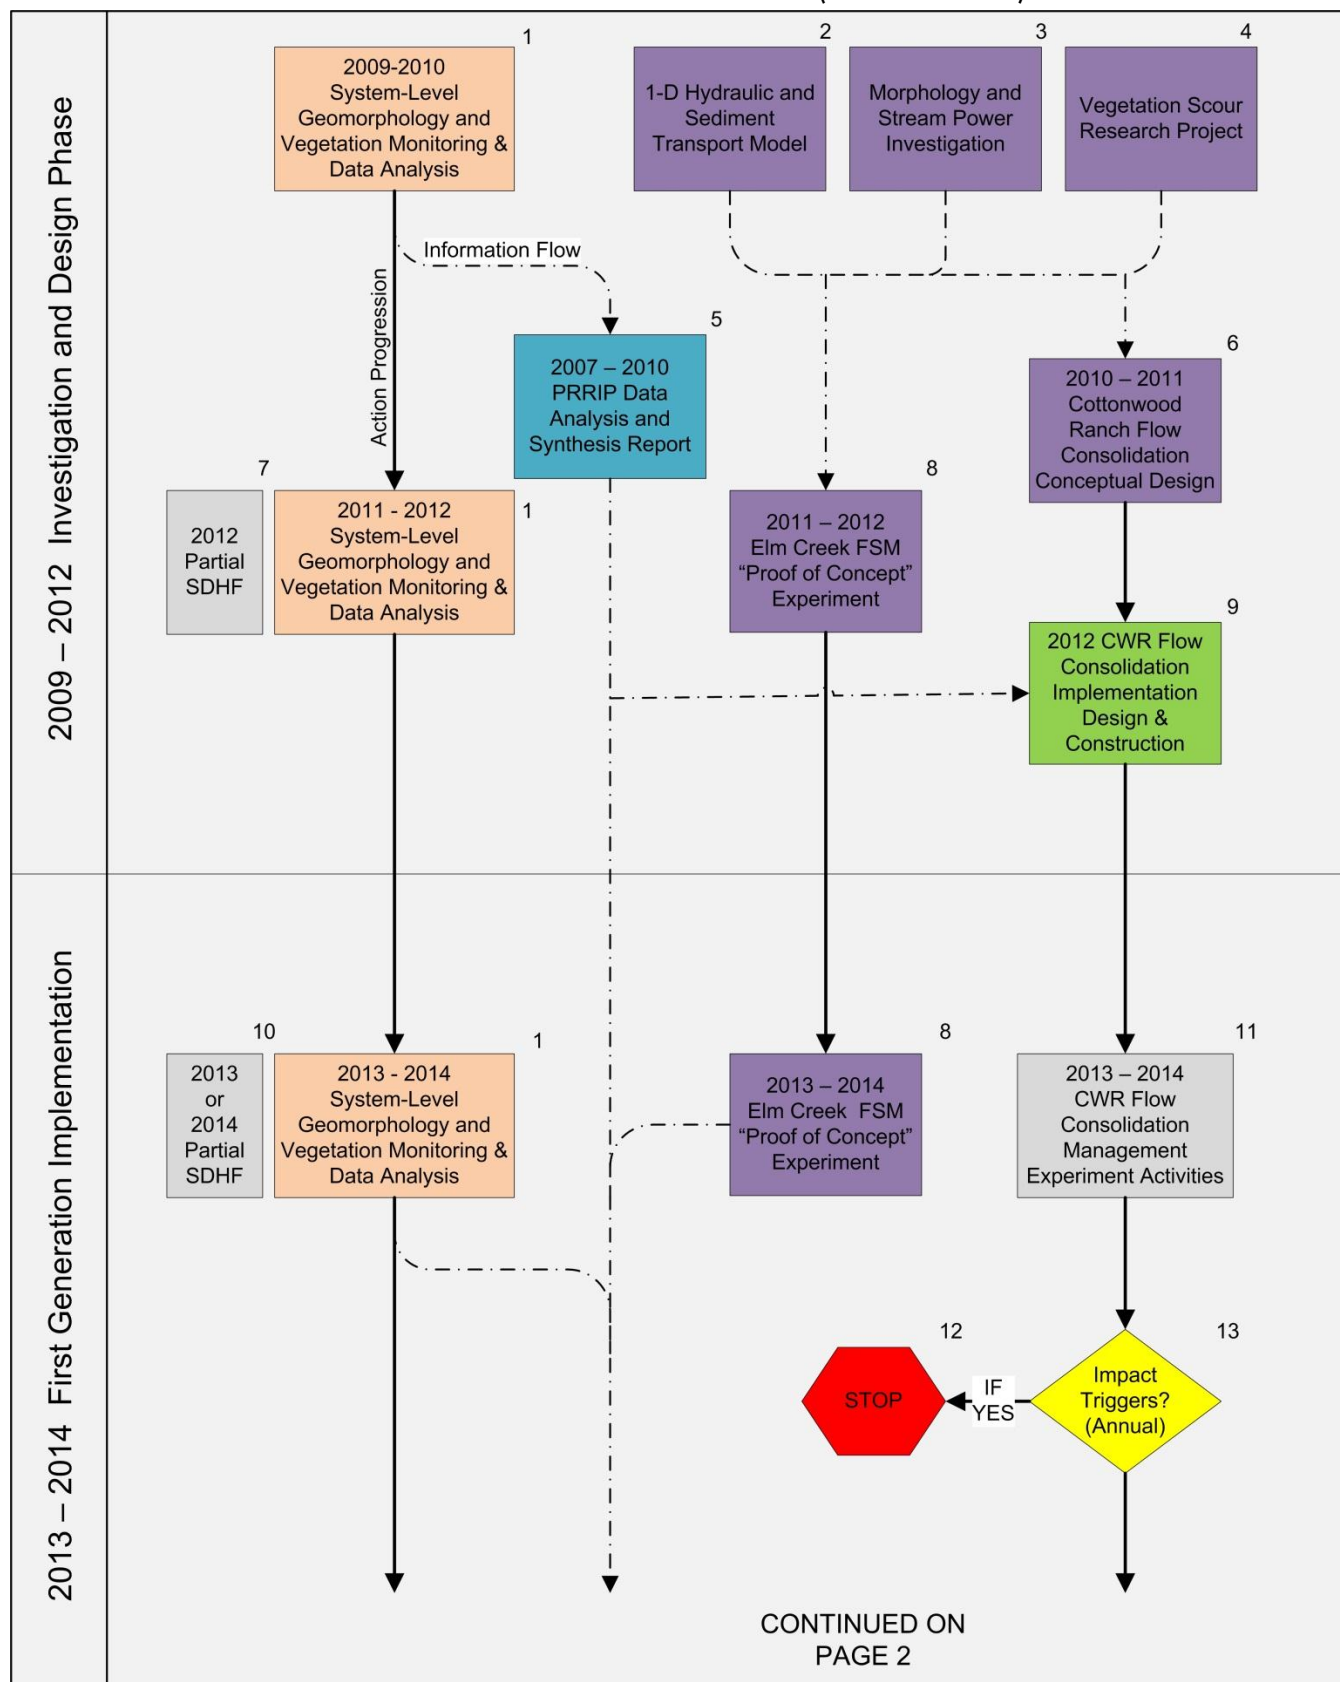 2009 – 2012 Investigation and Design Phase
1
2009-2010
System-Level
Geomorphology and
Vegetation Monitoring &
Data Analysis
2
1-D Hydraulic and
Sediment
Transport Model
3
Morphology and
Stream Power
Investigation
4
Vegetation Scour
Research Project
Information Flow
Action Progression
5
2007 – 2010
PRRIP Data
Analysis and
Synthesis Report
6
2010 – 2011
Cottonwood
Ranch Flow
Consolidation
Conceptual Design
7
2012
Partial
SDHF
1
2011 - 2012
System-Level
Geomorphology and
Vegetation Monitoring &
Data Analysis
8
2011 – 2012
Elm Creek FSM
“Proof of Concept”
Experiment
9
2012 CWR Flow
Consolidation
Implementation
Design &
Construction
2013 – 2014 First Generation Implementation
10
2013
or
2014
Partial
SDHF
1
2013 - 2014
System-Level
Geomorphology and
Vegetation Monitoring &
Data Analysis
8
2013 – 2014
Elm Creek FSM
“Proof of Concept”
Experiment
11
2013 – 2014
CWR Flow
Consolidation
Management
Experiment Activities
12
STOP
IF
YES
13
Impact
Triggers?
(Annual)
CONTINUED ON
PAGE 2